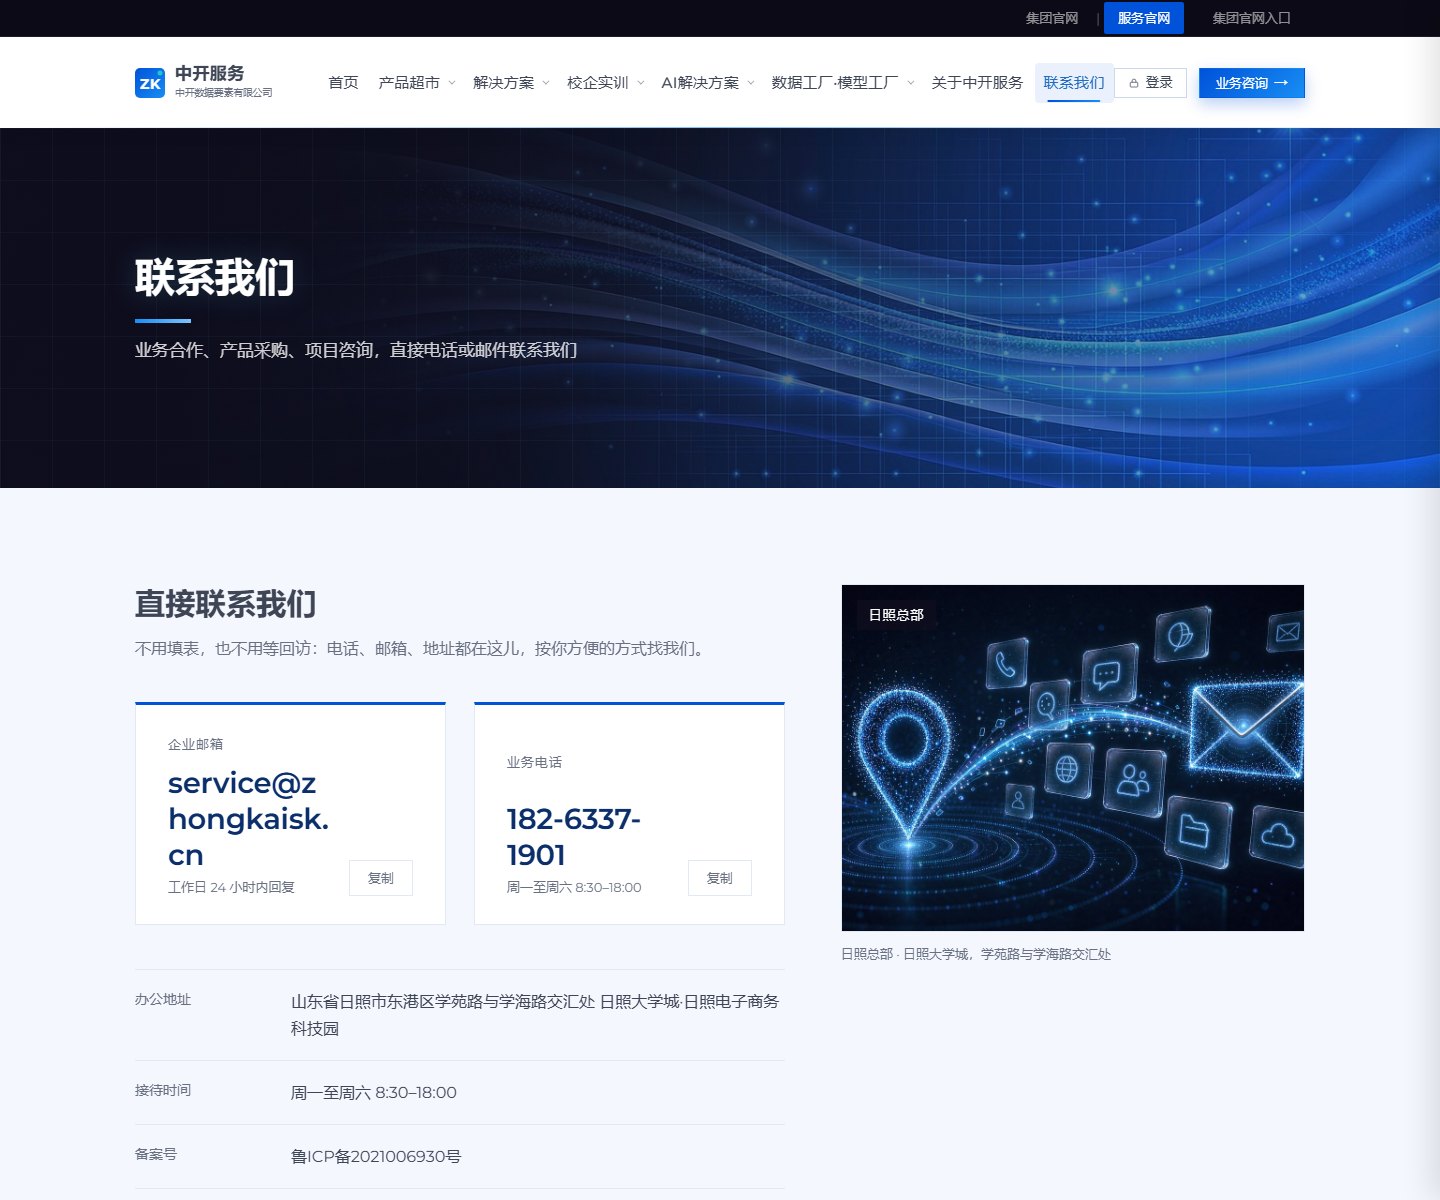 集团官网 | 服务官网 集团官网入口
ZK 中开服务
中开数据要素有限公司
首页 产品超市 解决方案 校企实训 AI解决方案 数据工厂·模型工厂 关于中开服务 联系我们 登录 业务咨询 →
联系我们
业务合作、产品采购、项目咨询，直接电话或邮件联系我们
直接联系我们
不用填表，也不用等回访：电话、邮箱、地址都在这儿，按你方便的方式找我们。
企业邮箱
service@z
hongkaisk.
cn
工作日 24 小时内回复
复制
业务电话
182-6337-
1901
周一至周六 8:30–18:00
复制
日照总部
日照总部 · 日照大学城，学苑路与学海路交汇处
办公地址
山东省日照市东港区学苑路与学海路交汇处 日照大学城·日照电子商务
科技园
接待时间
周一至周六 8:30–18:00
备案号
鲁ICP备2021006930号